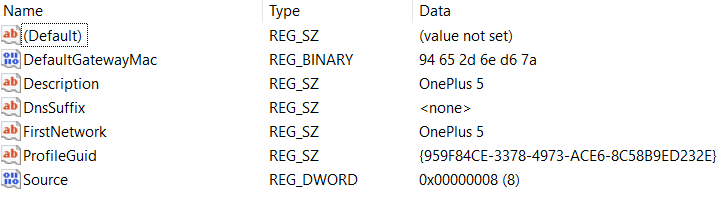 Name Type Data
(Default) REG_SZ (value not set)
DefaultGatewayMac REG_BINARY 94 65 2d 6e d6 7a
Description REG_SZ OnePlus 5
DnsSuffix REG_SZ <none>
FirstNetwork REG_SZ OnePlus 5
ProfileGuid REG_SZ {959F84CE-3378-4973-ACE6-8C58B9ED232E}
Source REG_DWORD 0x00000008 (8)